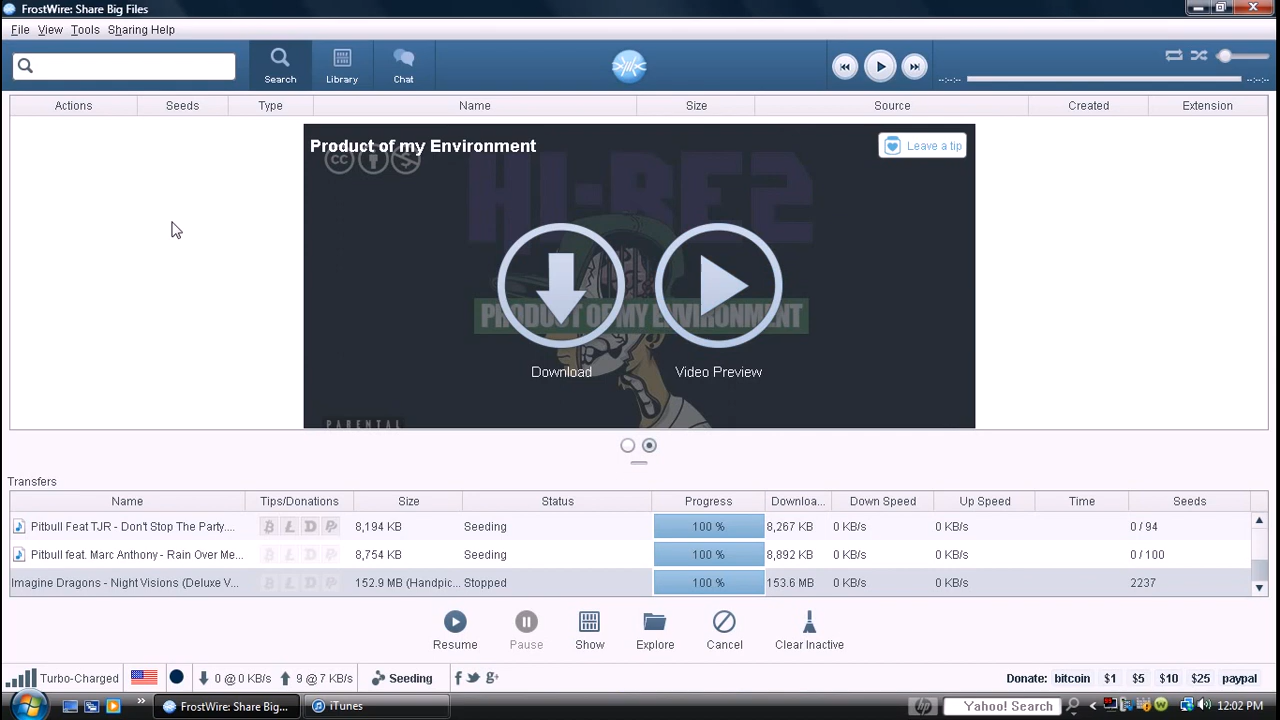 FrostWire: Share Big Files
File View Tools Sharing Help
Search Library Chat
--:--:-- --:--:--
Actions Seeds Type Name Size Source Created Extension
Product of my Environment
Leave a tip
HI-REZ
PRODUCT OF MY ENVIRONMENT
Download Video Preview
PARENTAL
Transfers
Name Tips/Donations Size Status Progress Downloa... Down Speed Up Speed Time Seeds
Pitbull Feat TJR - Don't Stop The Party.... 8,194 KB Seeding 100 % 8,267 KB 0 KB/s 0 KB/s 0 / 94
Pitbull feat. Marc Anthony - Rain Over Me... 8,754 KB Seeding 100 % 8,892 KB 0 KB/s 0 KB/s 0 / 100
Imagine Dragons - Night Visions (Deluxe V... 152.9 MB (Handpic... Stopped 100 % 153.6 MB 0 KB/s 0 KB/s 2237
Resume Pause Show Explore Cancel Clear Inactive
Turbo-Charged 0 @ 0 KB/s 9 @ 7 KB/s Seeding Donate: bitcoin $1 $5 $10 $25 paypal
FrostWire: Share Big... iTunes Yahoo! Search 12:02 PM